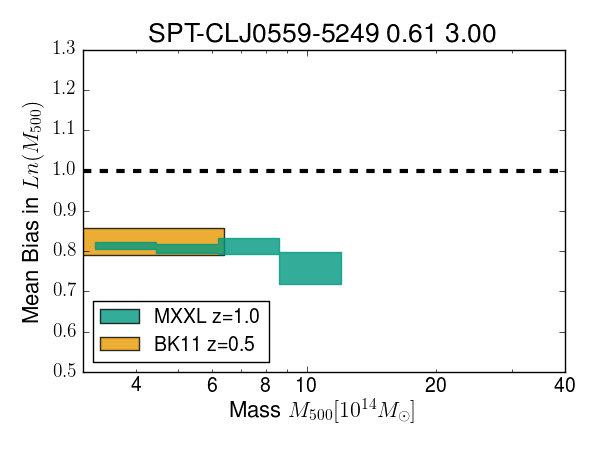 SPT-CLJ0559-5249 0.61 3.00
1.3
1.2
1.1
1.0
0.9
0.8
0.7
0.6
0.5
Mean Bias in Ln(M500)
MXXL z=1.0
BK11 z=0.5
4 6 8 10 20 40
Mass M500[10^14 M⊙]